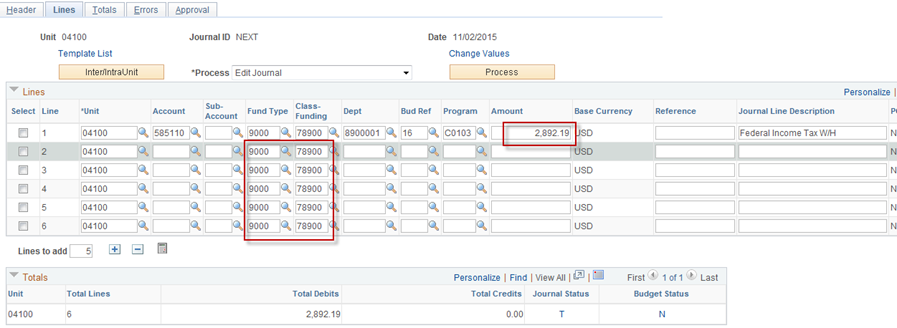 Header Lines Totals Errors Approval
Unit 04100 Journal ID NEXT Date 11/02/2015
Template List Change Values
Inter/IntraUnit *Process Edit Journal Process
Lines Personalize
Select Line *Unit Account Sub-Account Fund Type Class-Funding Dept Bud Ref Program Amount Base Currency Reference Journal Line Description
1 04100 585110 9000 78900 8900001 16 C0103 2,892.19 USD Federal Income Tax W/H N
2 04100 9000 78900 USD N
3 04100 9000 78900 USD N
4 04100 9000 78900 USD N
5 04100 9000 78900 USD N
6 04100 9000 78900 USD N
Lines to add 5
Totals Personalize | Find | View All | First 1 of 1 Last
Unit Total Lines Total Debits Total Credits Journal Status Budget Status
04100 6 2,892.19 0.00 T N